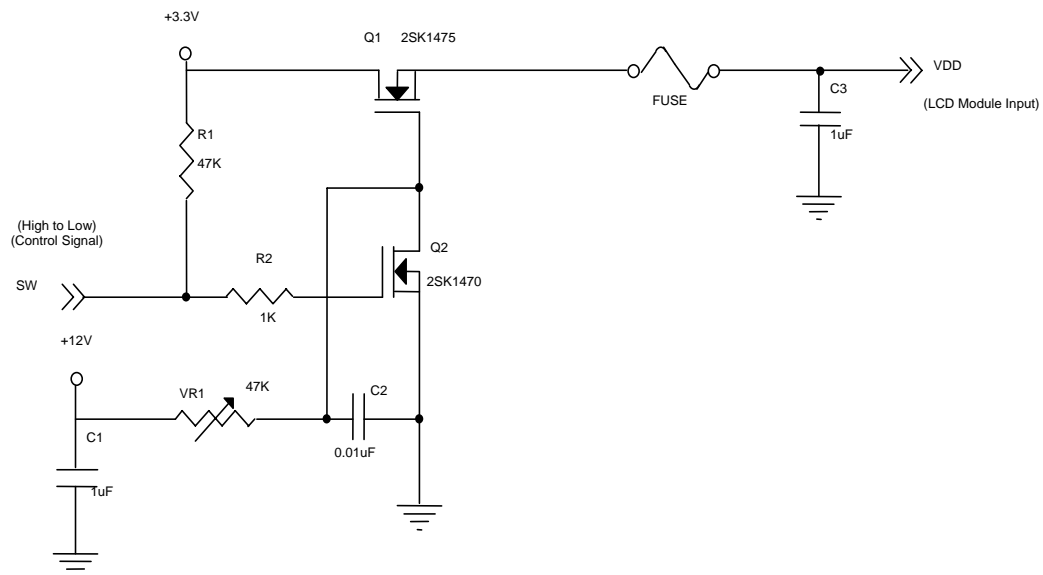 +3.3V
Q1 2SK1475
VDD
(LCD Module Input)
FUSE
C3
1uF
R1
47K
(High to Low)
(Control Signal)
SW
R2
1K
Q2
2SK1470
+12V
VR1
47K
C2
0.01uF
C1
1uF